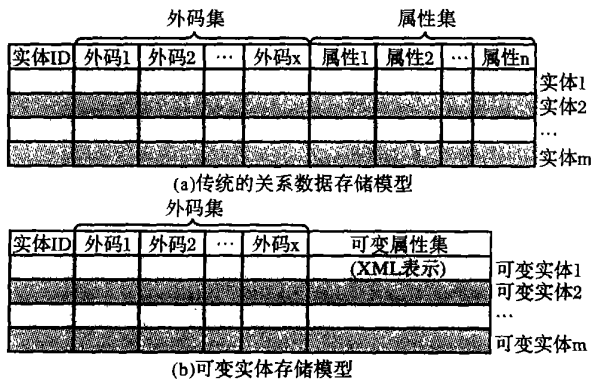 外码集 属性集
实体ID 外码1 外码2 … 外码x 属性1 属性2 … 属性n
实体1
实体2
…
实体m
(a)传统的关系数据存储模型
外码集
实体ID 外码1 外码2 … 外码x 可变属性集
(XML表示) 可变实体1
可变实体2
…
可变实体m
(b)可变实体存储模型